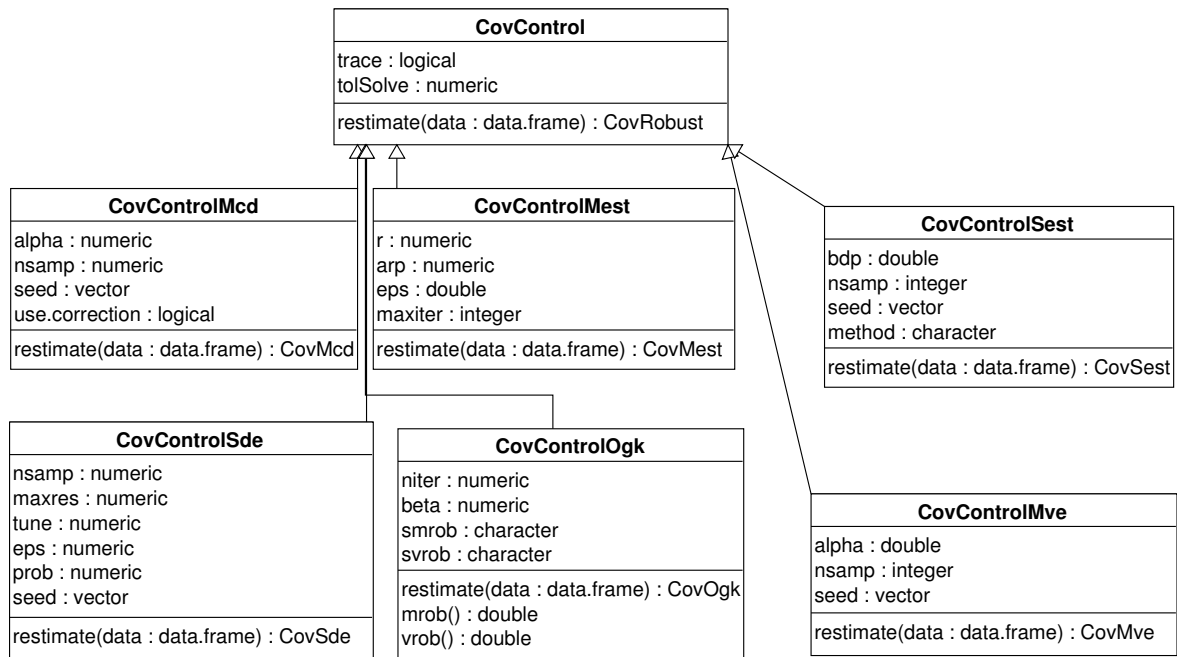 CovControl
trace : logical
tolSolve : numeric
restimate(data : data.frame) : CovRobust
CovControlMcd
alpha : numeric
nsamp : numeric
seed : vector
use.correction : logical
restimate(data : data.frame) : CovMcd
CovControlMest
r : numeric
arp : numeric
eps : double
maxiter : integer
restimate(data : data.frame) : CovMest
CovControlSest
bdp : double
nsamp : integer
seed : vector
method : character
restimate(data : data.frame) : CovSest
CovControlSde
nsamp : numeric
maxres : numeric
tune : numeric
eps : numeric
prob : numeric
seed : vector
restimate(data : data.frame) : CovSde
CovControlOgk
niter : numeric
beta : numeric
smrob : character
svrob : character
restimate(data : data.frame) : CovOgk
mrob() : double
vrob() : double
CovControlMve
alpha : double
nsamp : integer
seed : vector
restimate(data : data.frame) : CovMve